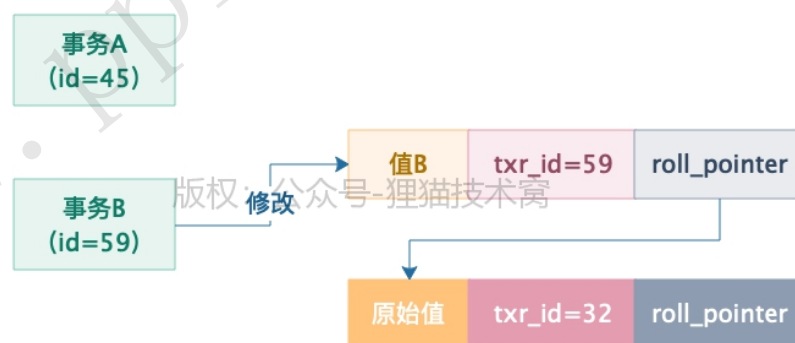 事务A
(id=45)
值B
txr_id=59
roll_pointer
版权：公众号-狸猫技术窝
修改
事务B
(id=59)
原始值
txr_id=32
roll_pointer